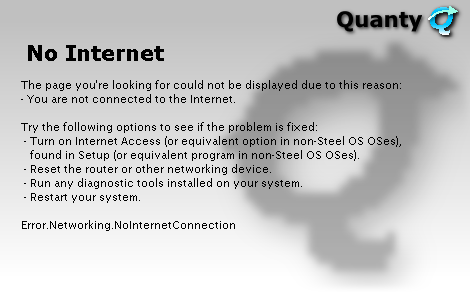 Quanty
No Internet
The page you're looking for could not be displayed due to this reason:
- You are not connected to the Internet.
Try the following options to see if the problem is fixed:
- Turn on Internet Access (or equivalent option in non-Steel OS OSes),
found in Setup (or equivalent program in non-Steel OS OSes).
- Reset the router or other networking device.
- Run any diagnostic tools installed on your system.
- Restart your system.
Error.Networking.NoInternetConnection